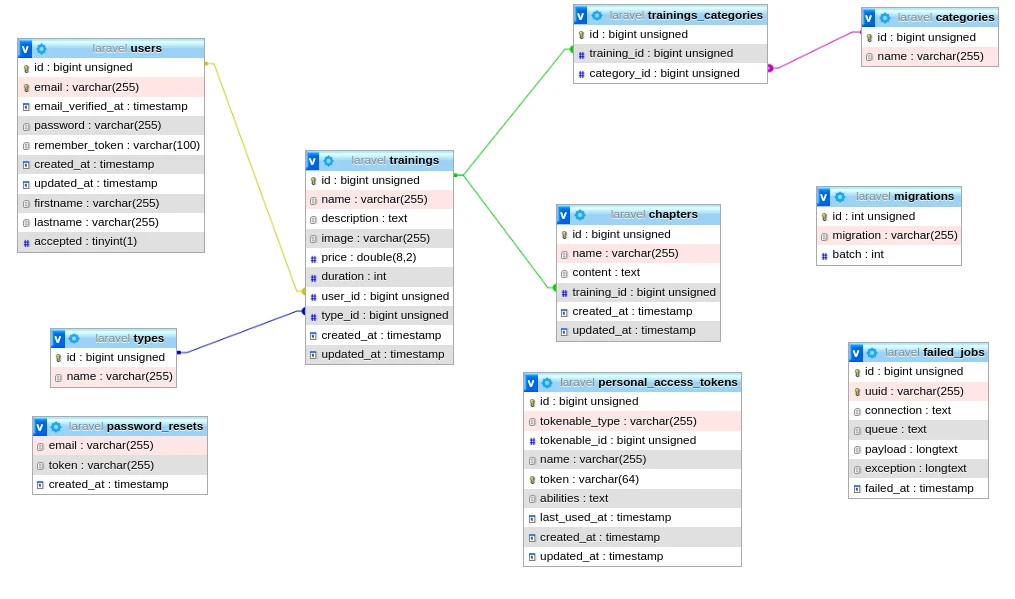 v laravel users
id : bigint unsigned
email : varchar(255)
email_verified_at : timestamp
password : varchar(255)
remember_token : varchar(100)
created_at : timestamp
updated_at : timestamp
firstname : varchar(255)
lastname : varchar(255)
# accepted : tinyint(1)
v laravel types
id : bigint unsigned
name : varchar(255)
v laravel password_resets
email : varchar(255)
token : varchar(255)
created_at : timestamp
v laravel trainings
id : bigint unsigned
name : varchar(255)
description : text
image : varchar(255)
# price : double(8,2)
# duration : int
# user_id : bigint unsigned
# type_id : bigint unsigned
created_at : timestamp
updated_at : timestamp
v laravel trainings_categories
id : bigint unsigned
# training_id : bigint unsigned
# category_id : bigint unsigned
v laravel chapters
id : bigint unsigned
name : varchar(255)
content : text
# training_id : bigint unsigned
created_at : timestamp
updated_at : timestamp
v laravel personal_access_tokens
id : bigint unsigned
tokenable_type : varchar(255)
# tokenable_id : bigint unsigned
name : varchar(255)
token : varchar(64)
abilities : text
last_used_at : timestamp
created_at : timestamp
updated_at : timestamp
v laravel categories
id : bigint unsigned
name : varchar(255)
v laravel migrations
id : int unsigned
migration : varchar(255)
# batch : int
v laravel failed_jobs
id : bigint unsigned
uuid : varchar(255)
connection : text
queue : text
payload : longtext
exception : longtext
failed_at : timestamp